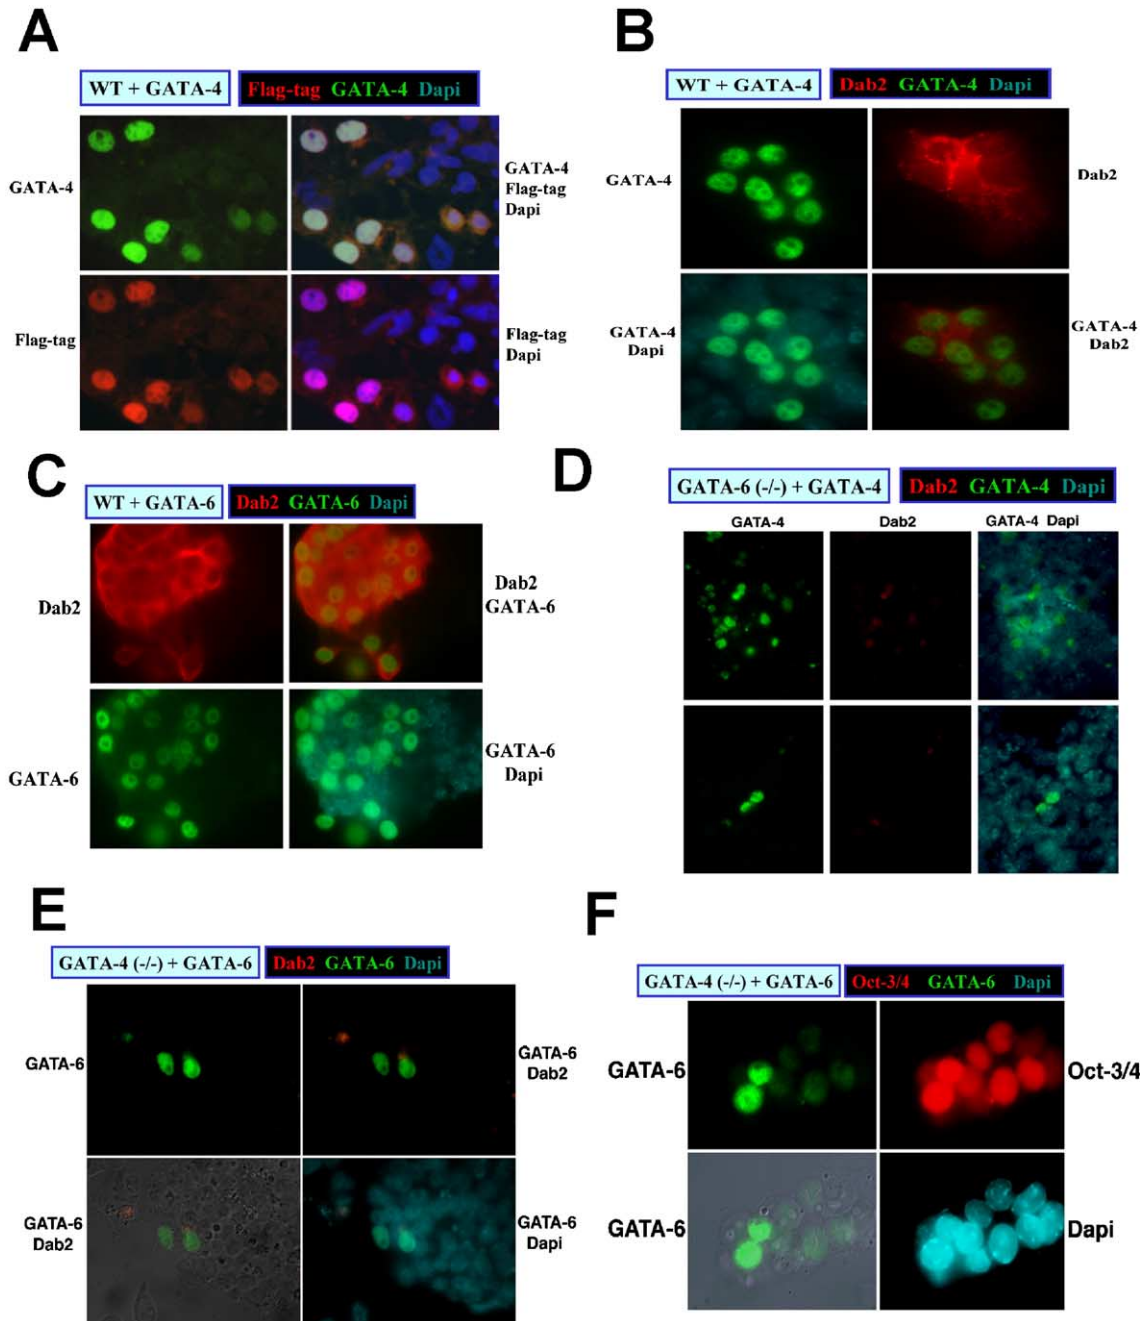 A
WT + GATA-4
Flag-tag GATA-4 Dapi
GATA-4
GATA-4
Flag-tag
Dapi
Flag-tag
Flag-tag
Dapi
B
WT + GATA-4
Dab2 GATA-4 Dapi
GATA-4
Dab2
GATA-4
Dapi
GATA-4
Dab2
C
WT + GATA-6
Dab2 GATA-6 Dapi
Dab2
Dab2
GATA-6
GATA-6
GATA-6
Dapi
D
GATA-6 (-/-) + GATA-4
Dab2 GATA-4 Dapi
GATA-4
Dab2
GATA-4 Dapi
E
GATA-4 (-/-) + GATA-6
Dab2 GATA-6 Dapi
GATA-6
GATA-6
Dab2
GATA-6
Dab2
GATA-6
Dapi
F
GATA-4 (-/-) + GATA-6
Oct-3/4 GATA-6 Dapi
GATA-6
Oct-3/4
GATA-6
Dapi